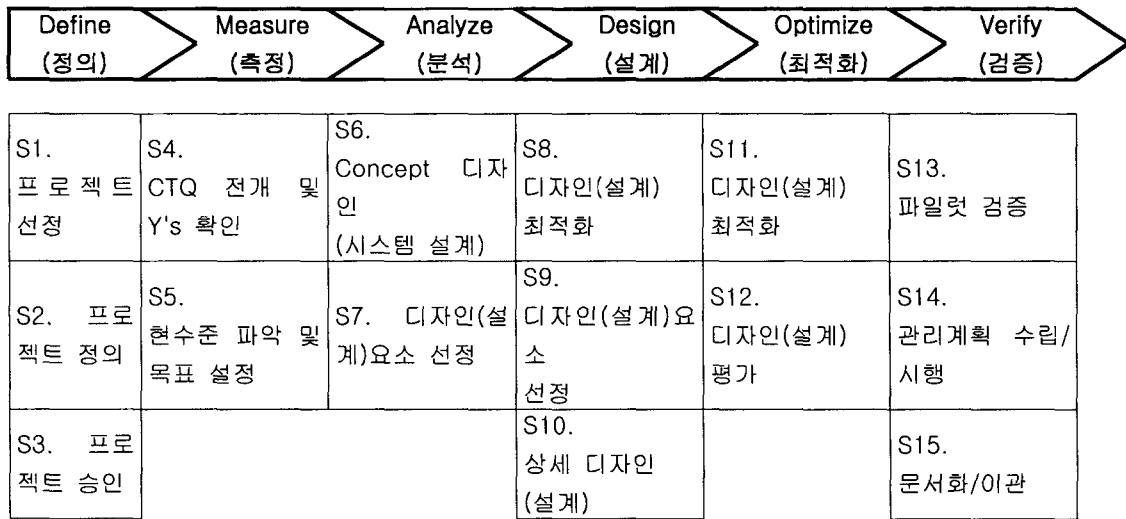 Define
(정의)
Measure
(측정)
Analyze
(분석)
Design
(설계)
Optimize
(최적화)
Verify
(검증)
S1.
프로젝트
선정
S4.
CTQ 전개 및
Y's 확인
S6.
Concept 디자
인
(시스템 설계)
S8.
디자인(설계)
최적화
S11.
디자인(설계)
최적화
S13.
파일럿 검증
S2. 프로
젝트 정의
S5.
현수준 파악 및
목표 설정
S7. 디자인(설
계)요소 선정
S9.
디자인(설계)요
소
선정
S12.
디자인(설계)
평가
S14.
관리계획 수립/
시행
S3. 프로
젝트 승인
S10.
상세 디자인
(설계)
S15.
문서화/이관